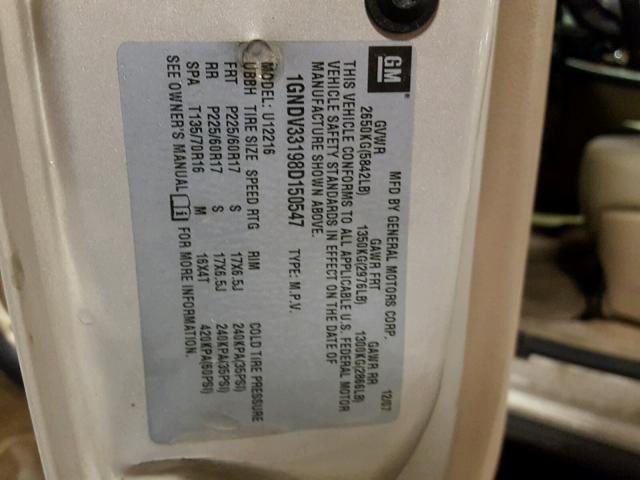 GM
MFD BY GENERAL MOTORS CORP. 12/07
GVWR GAWR FRT GAWR RR
2650KG(5842LB) 1350KG(2976LB) 1300KG(2866LB)
THIS VEHICLE CONFORMS TO ALL APPLICABLE U.S. FEDERAL MOTOR
VEHICLE SAFETY STANDARDS IN EFFECT ON THE DATE OF
MANUFACTURE SHOWN ABOVE.
1GNDV33198D150547 TYPE: M.P.V.
MODEL: U12216
UBBH TIRE SIZE SPEED RTG RIM COLD TIRE PRESSURE
FRT P225/60R17 S 17X6.5J 240KPA(35PSI)
RR P225/60R17 S 17X6.5J 240KPA(35PSI)
SPA T135/70R16 M 16X4T 420KPA(60PSI)
SEE OWNER'S MANUAL i FOR MORE INFORMATION.